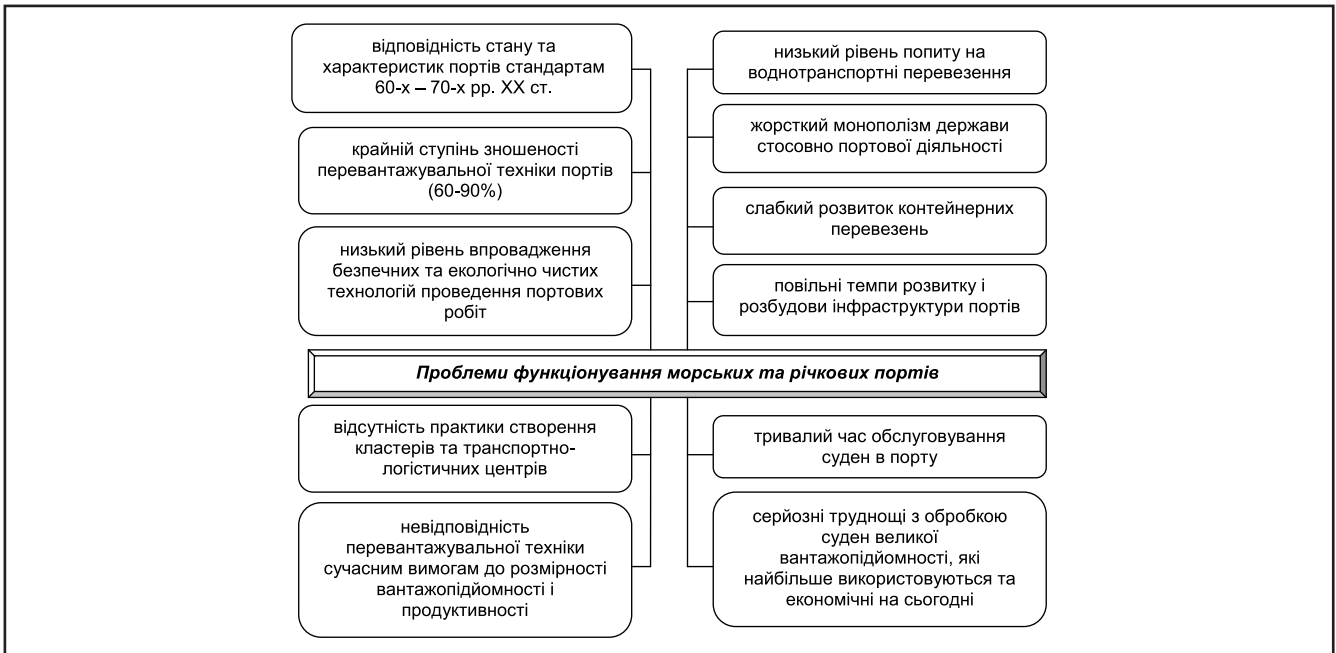 відповідність стану та
характеристик портів стандартам
60-х – 70-х рр. ХХ ст.
крайній ступінь зношеності
перевантажувальної техніки портів
(60-90%)
низький рівень впровадження
безпечних та екологічно чистих
технологій проведення портових
робіт
низький рівень попиту на
воднотранспортні перевезення
жорсткий монополізм держави
стосовно портової діяльності
слабкий розвиток контейнерних
перевезень
повільні темпи розвитку і
розбудови інфраструктури портів
Проблеми функціонування морських та річкових портів
відсутність практики створення
кластерів та транспортно-
логістичних центрів
невідповідність
перевантажувальної техніки
сучасним вимогам до розмірності
вантажопідйомності і
продуктивності
тривалий час обслуговування
суден в порту
серйозні труднощі з обробкою
суден великої
вантажопідйомності, які
найбільше використовуються та
економічні на сьогодні